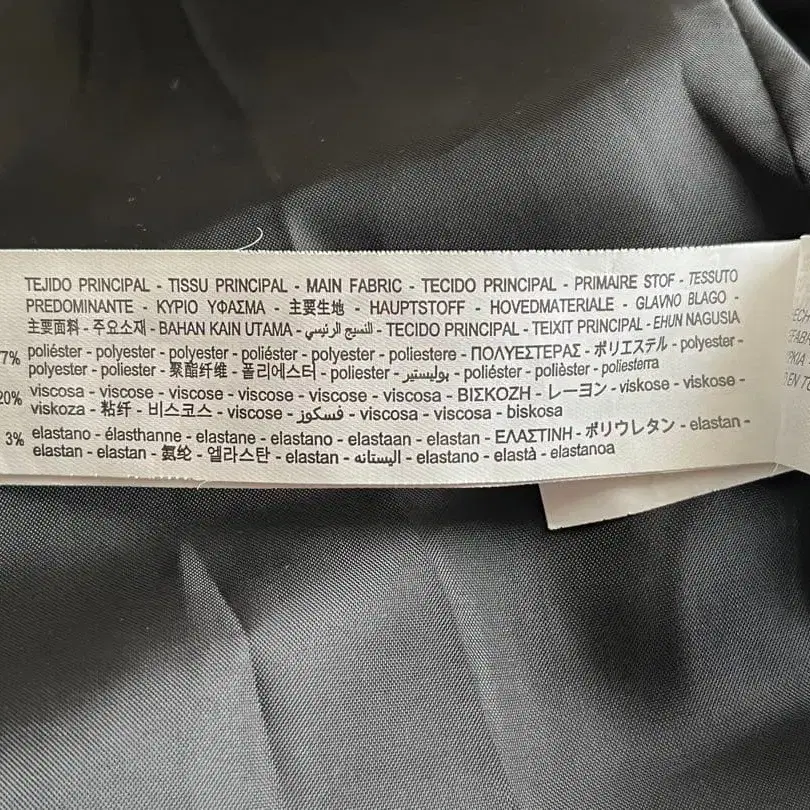 TEJIDO PRINCIPAL - TISSU PRINCIPAL - MAIN FABRIC - TECIDO PRINCIPAL - PRIMAIRE STOF - TESSUTO
PREDOMINANTE - ΚΥΡΙΟ ΥΦΑΣΜΑ - 主要生地 - HAUPTSTOFF - HOVEDMATERIALE - GLAVNO BLAGO -
主要面料 - 주요소재 - BAHAN KAIN UTAMA - النسيج الرئيسي - TECIDO PRINCIPAL - TEIXIT PRINCIPAL - EHUN NAGUSIA
7% poliéster - polyester - polyester - poliéster - polyester - poliestere - ΠΟΛΥΕΣΤΕΡΑΣ - ポリエステル - polyester -
polyester - poliester - 聚酯纤维 - 폴리에스터 - poliester - بوليستير - poliéster - polièster - poliesterra
20% viscosa - viscose - viscose - viscose - viscose - viscosa - ΒΙΣΚΟΖΗ - レーヨン - viskose - viskose -
viskoza - 粘纤 - 비스코스 - viscose - فسكوز - viscosa - viscosa - biskosa
3% elastano - élasthanne - elastane - elastano - elastaan - elastan - ΕΛΑΣΤΙΝΗ - ポリウレタン - elastan -
elastan - elastan - 氨纶 - 엘라스탄 - elastan - اليستانه - elastano - elastà - elastanoa